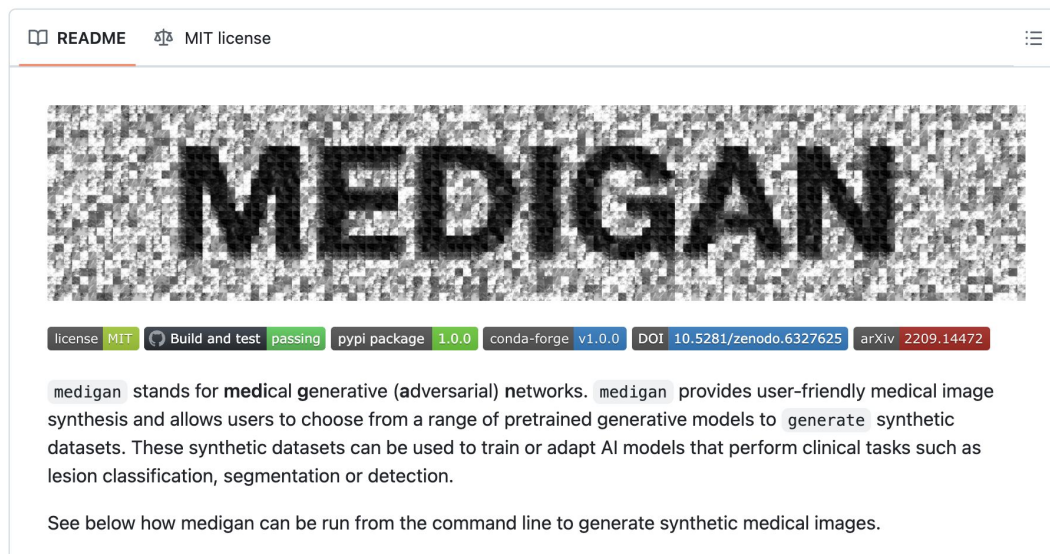 README MIT license
MEDIGAN
license MIT Build and test passing pypi package 1.0.0 conda-forge v1.0.0 DOI 10.5281/zenodo.6327625 arXiv 2209.14472
medigan stands for medical generative (adversarial) networks. medigan provides user-friendly medical image
synthesis and allows users to choose from a range of pretrained generative models to generate synthetic
datasets. These synthetic datasets can be used to train or adapt AI models that perform clinical tasks such as
lesion classification, segmentation or detection.
See below how medigan can be run from the command line to generate synthetic medical images.